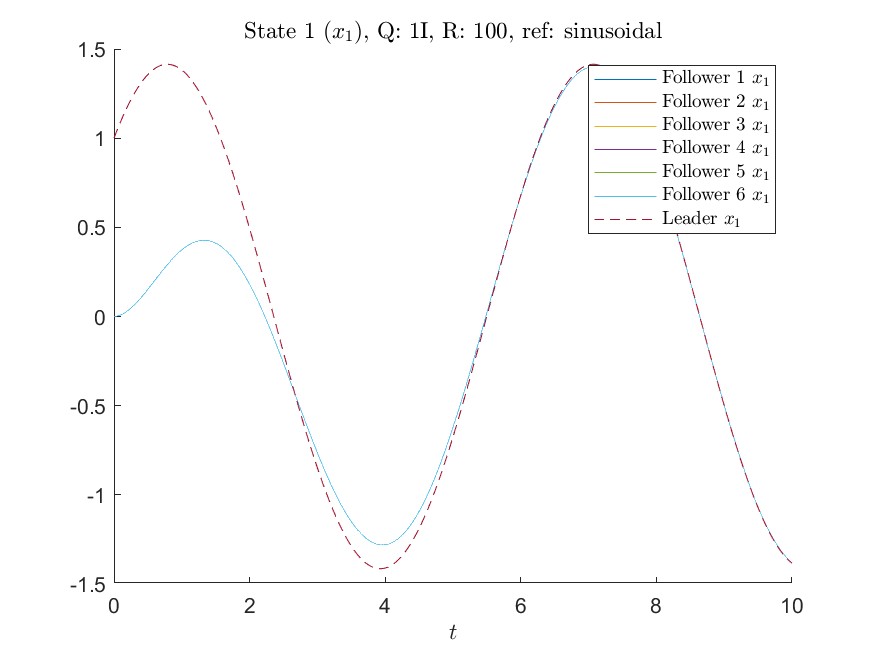 State 1 (x₁), Q: 1I, R: 100, ref: sinusoidal
1.5
1
0.5
0
-0.5
-1
-1.5
Follower 1 x₁
Follower 2 x₁
Follower 3 x₁
Follower 4 x₁
Follower 5 x₁
Follower 6 x₁
Leader x₁
0 2 4 6 8 10
t